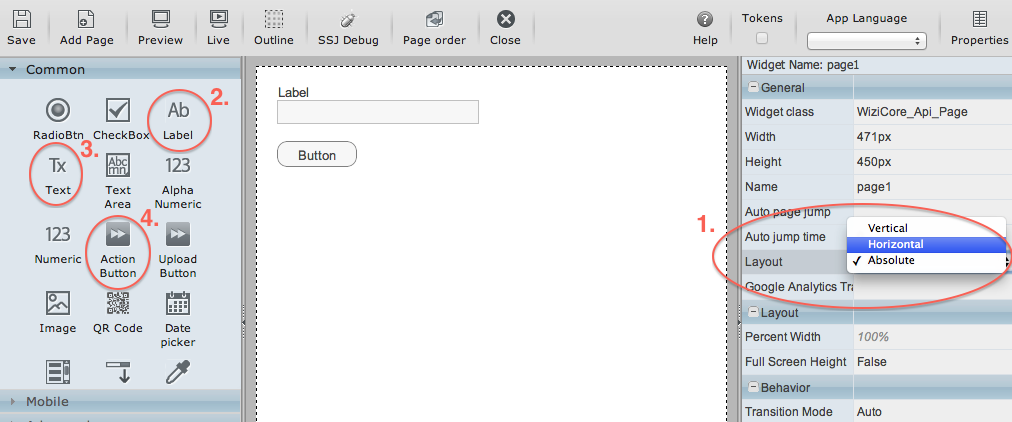 Save Add Page Preview Live Outline SSJ Debug Page order Close Help Tokens App Language Properties
Common
RadioBtn CheckBox Ab Label 2.
Tx Text 3. Abc mn Text Area 123 Alpha Numeric
123 Numeric Action Button 4. Upload Button
Image QR Code Date picker
Mobile
Label
Button
Widget Name: page1
General
Widget class WiziCore_Api_Page
Width 471px
Height 450px
Name page1
1.
Auto page jump
Auto jump time
Layout
Vertical
Horizontal
✓ Absolute
Google Analytics Tra
Layout
Percent Width 100%
Full Screen Height False
Behavior
Transition Mode Auto